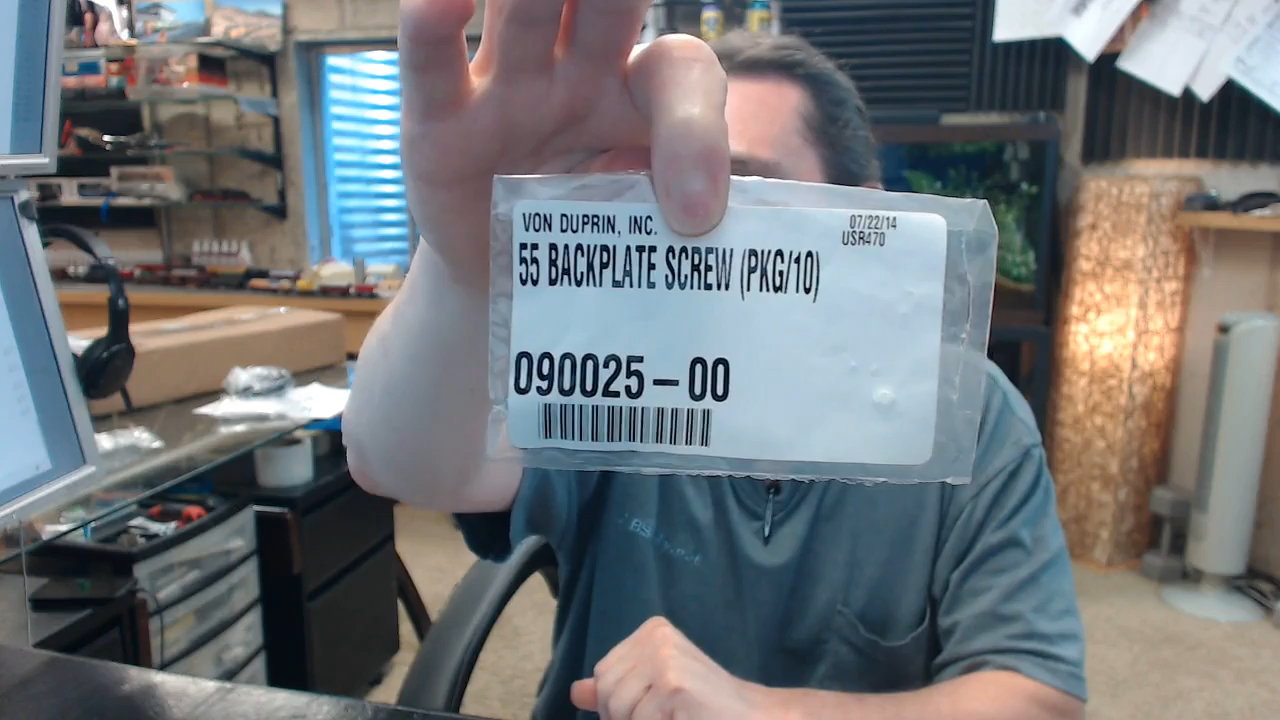 VON DUPRIN, INC.
07/22/14
USR470
55 BACKPLATE SCREW (PKG/10)
090025-00